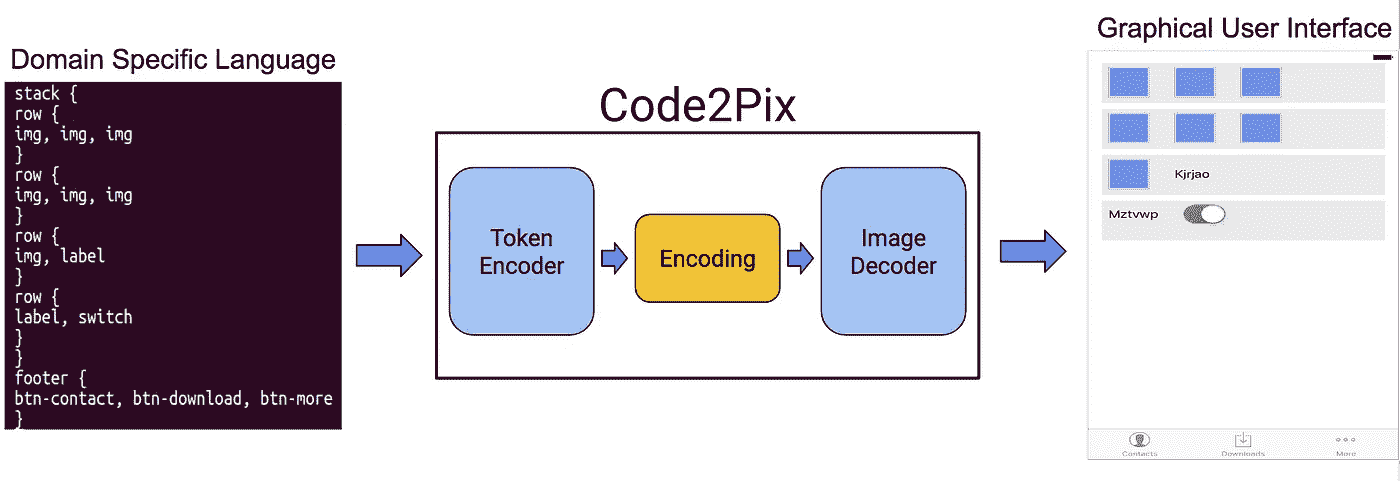 Domain Specific Language
stack {
row {
img, img, img
}
row {
img, img, img
}
row {
img, label
}
row {
label, switch
}
}
footer {
btn-contact, btn-download, btn-more
}
Code2Pix
Token
Encoder
Encoding
Image
Decoder
Graphical User Interface
Kjrjao
Mztvwp
Contacts
Downloads
More